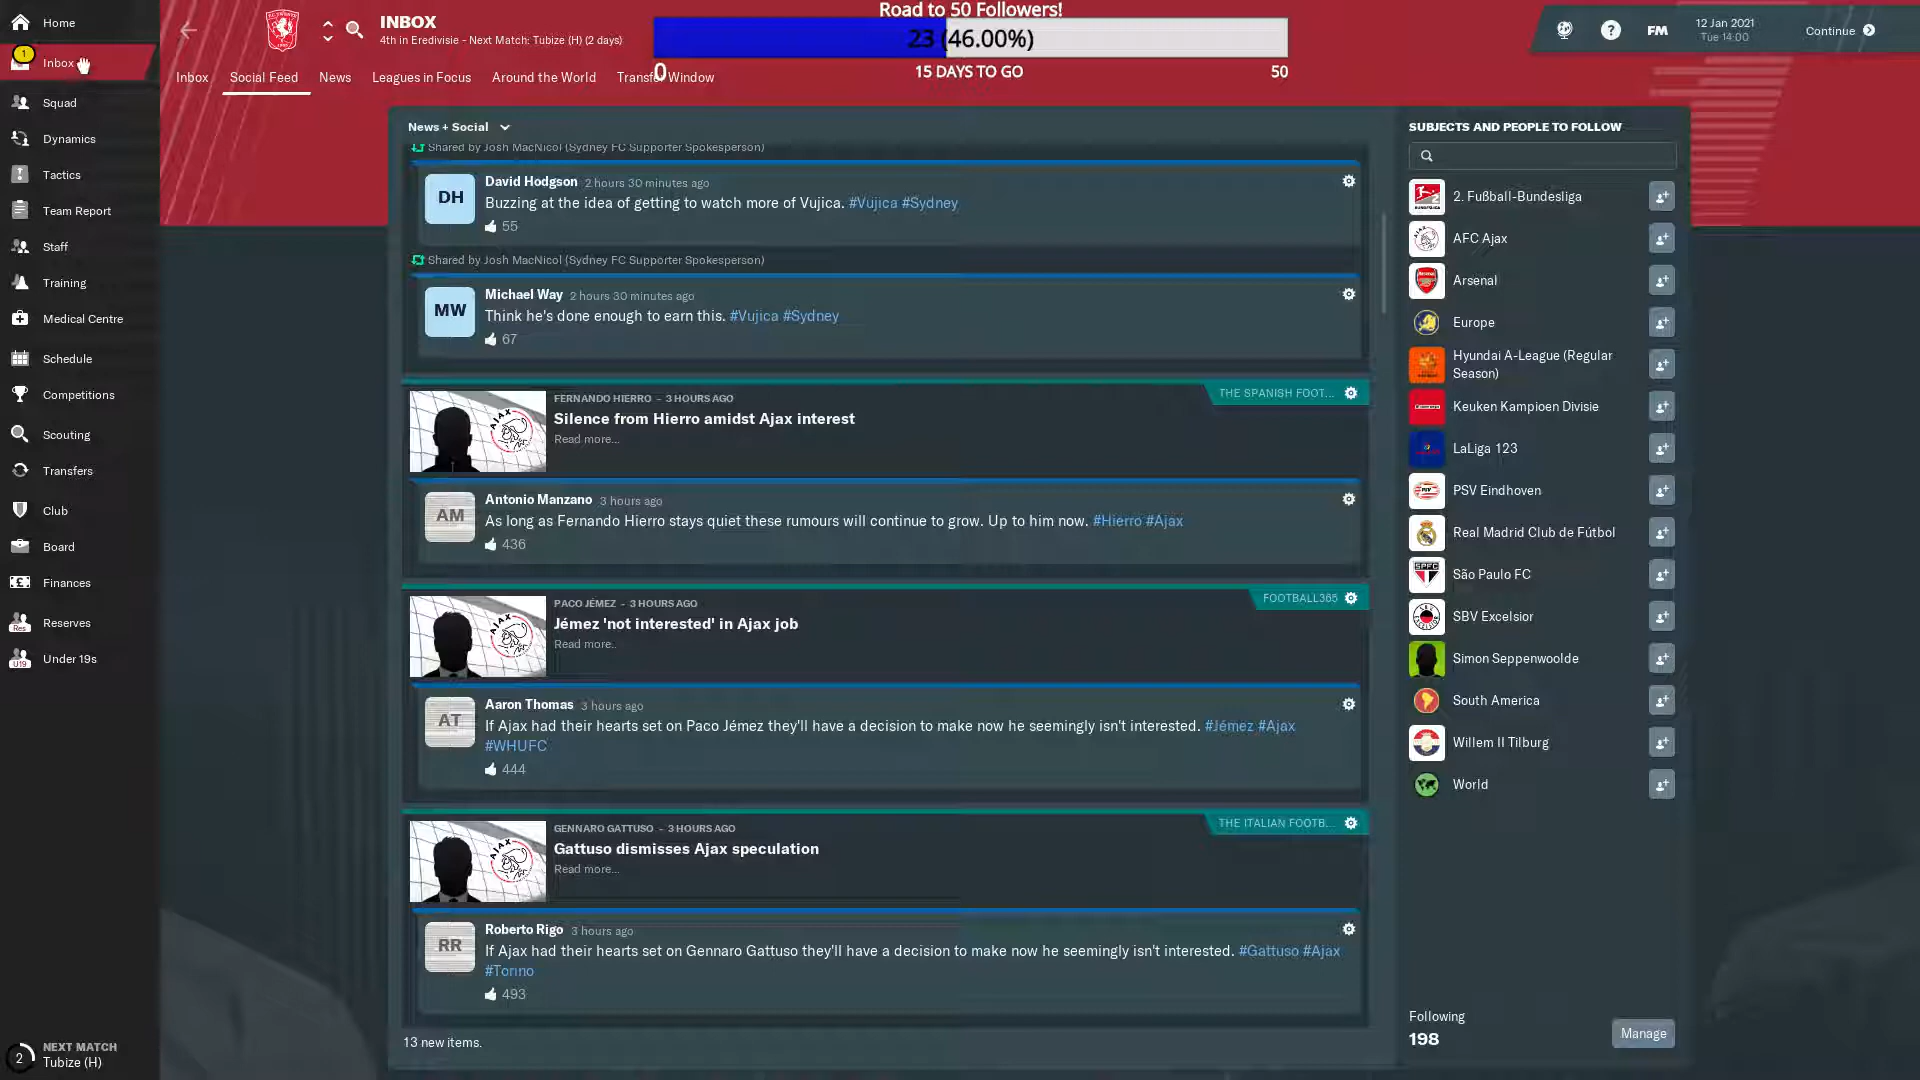 Home
1
Inbox
Squad
Dynamics
Tactics
Team Report
Staff
Training
Medical Centre
Schedule
Competitions
Scouting
Transfers
Club
Board
Finances
Res
Reserves
U19
Under 19s
2
NEXT MATCH
Tubize (H)
INBOX
4th in Eredivisie - Next Match: Tubize (H) (2 days)
Road to 50 Followers!
23 (46.00%)
0
15 DAYS TO GO
50
FM
12 Jan 2021
Tue 14:00
Continue
Inbox
Social Feed
News
Leagues in Focus
Around the World
Transfer Window
News + Social
Shared by Josh MacNicol (Sydney FC Supporter Spokesperson)
DH
David Hodgson 2 hours 30 minutes ago
Buzzing at the idea of getting to watch more of Vujica. #Vujica #Sydney
55
Shared by Josh MacNicol (Sydney FC Supporter Spokesperson)
MW
Michael Way 2 hours 30 minutes ago
Think he's done enough to earn this. #Vujica #Sydney
67
AJAX
FERNANDO HIERRO - 3 HOURS AGO
THE SPANISH FOOT...
Silence from Hierro amidst Ajax interest
Read more...
AM
Antonio Manzano 3 hours ago
As long as Fernando Hierro stays quiet these rumours will continue to grow. Up to him now. #Hierro #Ajax
436
AJAX
PACO JÉMEZ - 3 HOURS AGO
FOOTBALL365
Jémez 'not interested' in Ajax job
Read more..
AT
Aaron Thomas 3 hours ago
If Ajax had their hearts set on Paco Jémez they'll have a decision to make now he seemingly isn't interested. #Jémez #Ajax
#WHUFC
444
AJAX
GENNARO GATTUSO - 3 HOURS AGO
THE ITALIAN FOOTB...
Gattuso dismisses Ajax speculation
Read more...
RR
Roberto Rigo 3 hours ago
If Ajax had their hearts set on Gennaro Gattuso they'll have a decision to make now he seemingly isn't interested. #Gattuso #Ajax
#Torino
493
13 new items.
SUBJECTS AND PEOPLE TO FOLLOW
2. Fußball-Bundesliga
AFC Ajax
Arsenal
Europe
Hyundai A-League (Regular
Season)
Keuken Kampioen Divisie
LaLiga 123
PSV Eindhoven
Real Madrid Club de Fútbol
São Paulo FC
SBV Excelsior
Simon Seppenwoolde
South America
Willem II Tilburg
World
Following
198
Manage